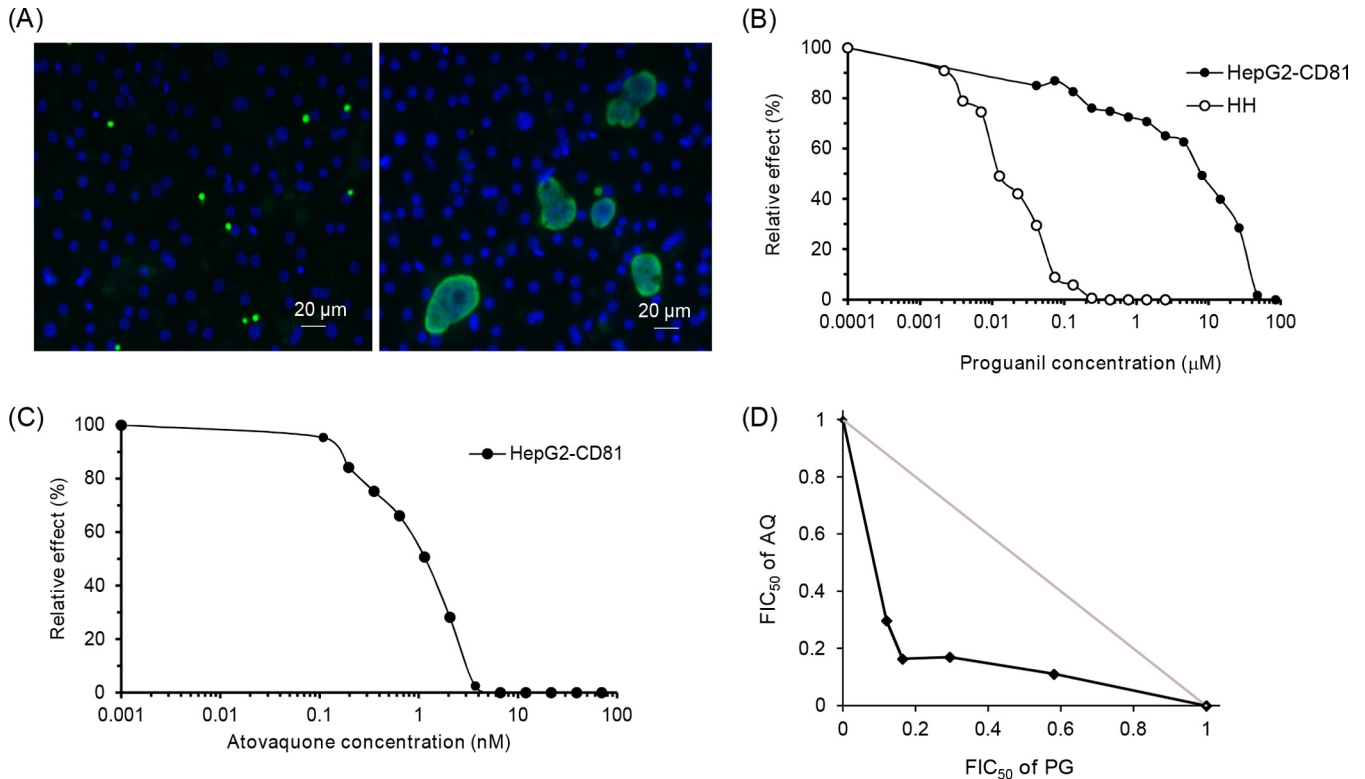 (A)
20 µm
20 µm
(B)
Relative effect (%)
100
80
60
40
20
0
0.0001
0.001
0.01
0.1
1
10
100
Proguanil concentration (µM)
HepG2-CD81
HH
(C)
Relative effect (%)
100
80
60
40
20
0
0.001
0.01
0.1
1
10
100
Atovaquone concentration (nM)
HepG2-CD81
(D)
FIC50 of AQ
1
0.8
0.6
0.4
0.2
0
0
0.2
0.4
0.6
0.8
1
FIC50 of PG